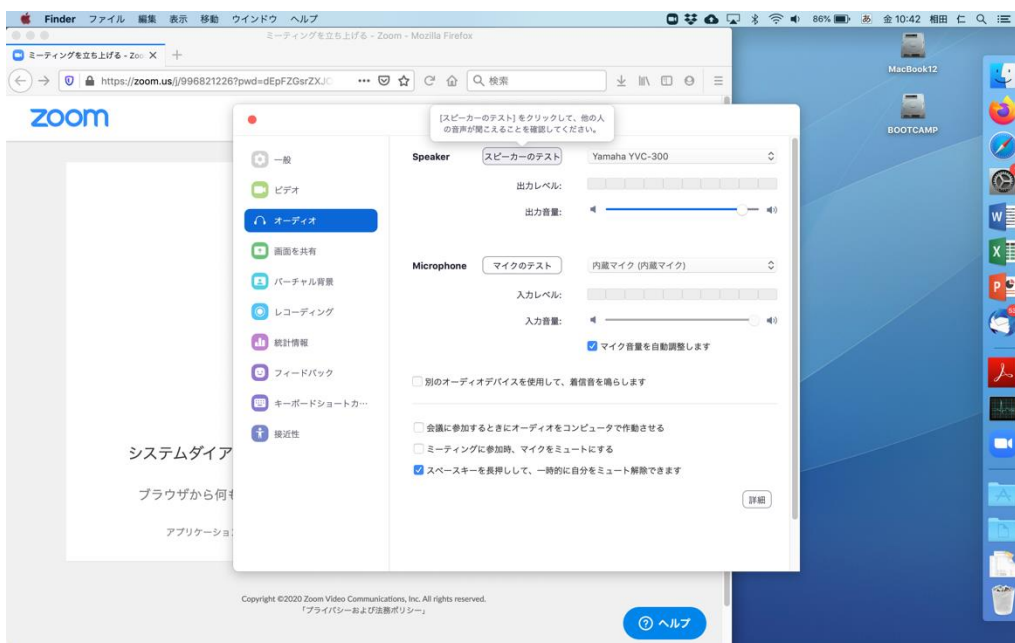 Finder ファイル 編集 表示 移動 ウインドウ ヘルプ 86% あ 金10:42 相田 仁
ミーティングを立ち上げる - Zoom - Mozilla Firefox
ミーティングを立ち上げる - Zoo
https://zoom.us/j/996821226?pwd=dEpFZGsrZXJ
検索
MacBook12
zoom
[スピーカーのテスト] をクリックして、他の人
の音声が聞こえることを確認してください。
BOOTCAMP
一般
Speaker スピーカーのテスト Yamaha YVC-300
ビデオ
出力レベル:
オーディオ
出力音量:
画面を共有
Microphone マイクのテスト 内蔵マイク (内蔵マイク)
バーチャル背景
入力レベル:
レコーディング
入力音量:
統計情報
マイク音量を自動調整します
フィードバック
別のオーディオデバイスを使用して、着信音を鳴らします
キーボードショートカ…
会議に参加するときにオーディオをコンピュータで作動させる
接近性
ミーティングに参加時、マイクをミュートにする
システムダイア
スペースキーを長押しして、一時的に自分をミュート解除できます
ブラウザから何も
詳細
アプリケーショ
Copyright ©2020 Zoom Video Communications, Inc. All rights reserved.
「プライバシーおよび法務ポリシー」
ヘルプ